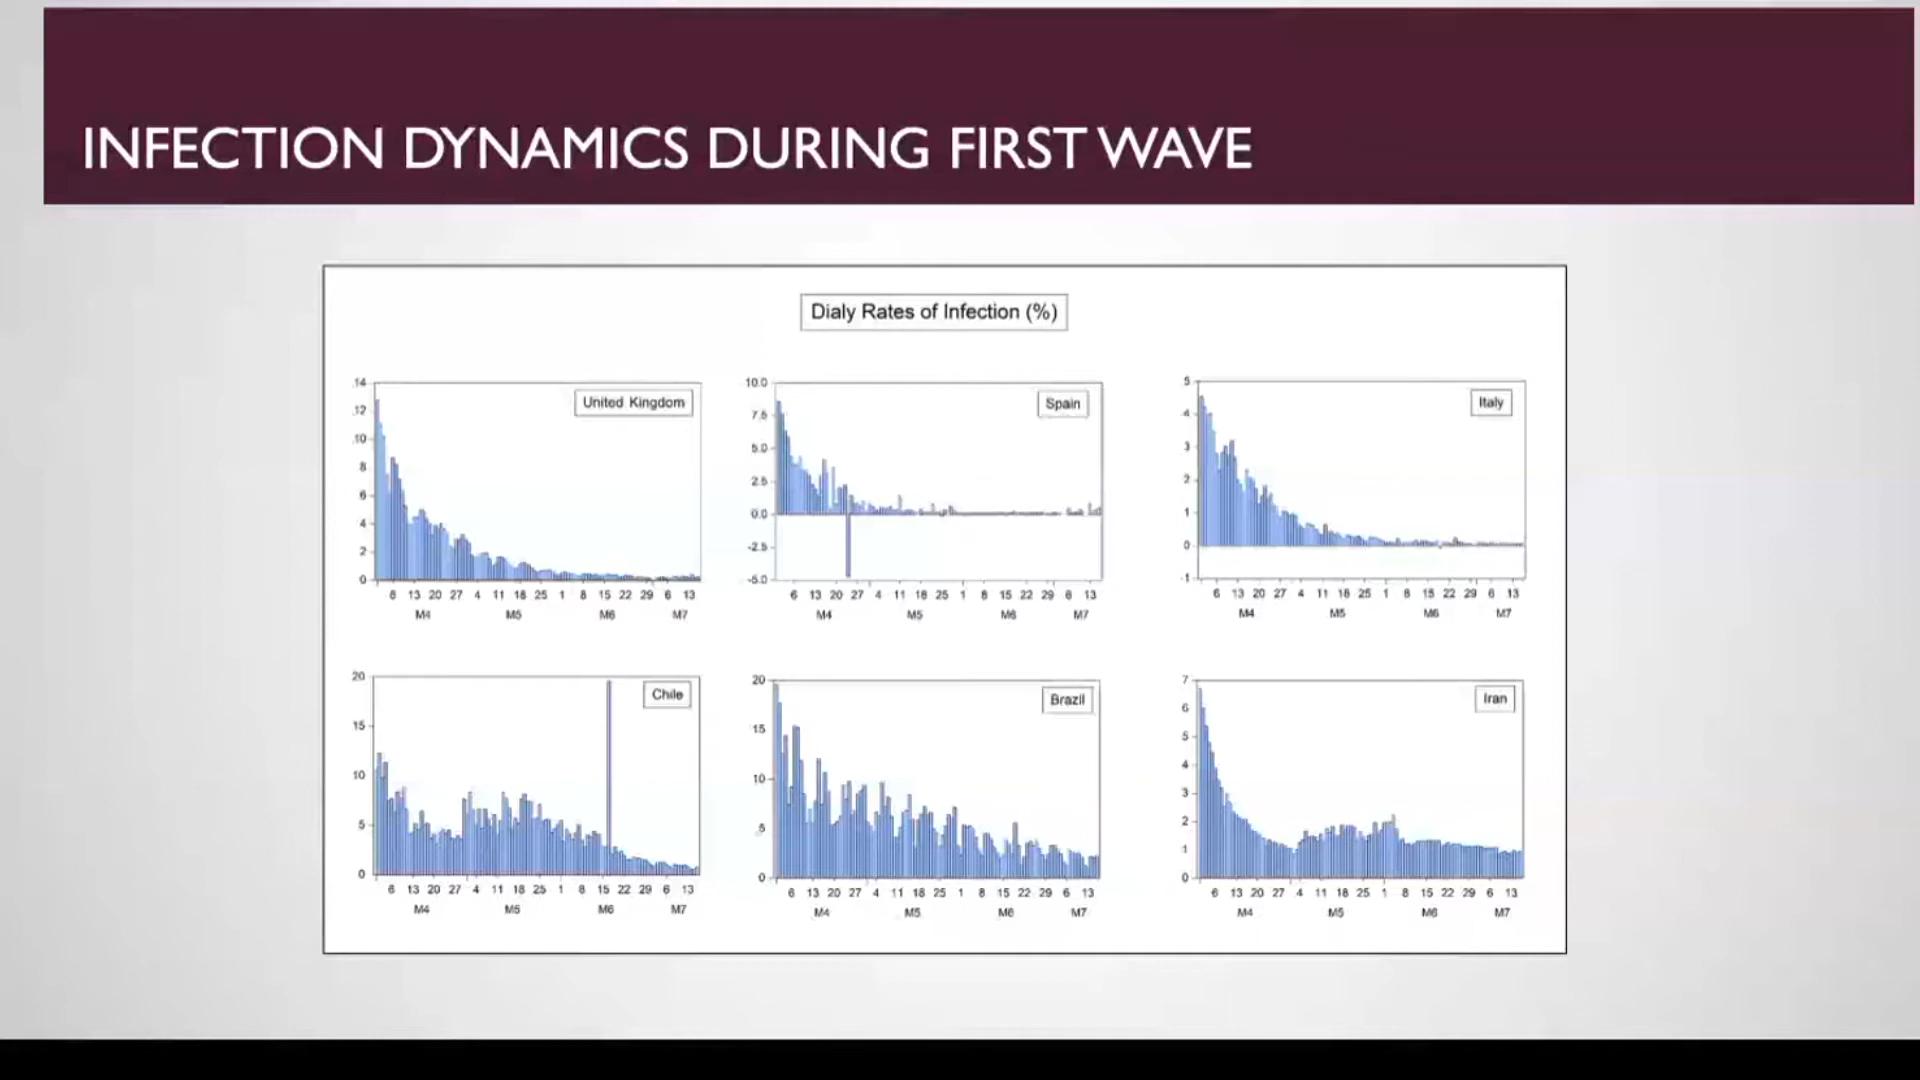 INFECTION DYNAMICS DURING FIRST WAVE
Dialy Rates of Infection (%)
United Kingdom
14
12
10
8
6
4
2
0
6 13 20 27 4 11 18 25 1 8 15 22 29 6 13
M4 M5 M6 M7
Spain
10.0
7.5
5.0
2.5
0.0
-2.5
-5.0
6 13 20 27 4 11 18 25 1 8 15 22 29 6 13
M4 M5 M6 M7
Italy
5
4
3
2
1
0
-1
6 13 20 27 4 11 18 25 1 8 15 22 29 6 13
M4 M5 M6 M7
Chile
20
15
10
5
0
6 13 20 27 4 11 18 25 1 8 15 22 29 6 13
M4 M5 M6 M7
Brazil
20
15
10
5
0
6 13 20 27 4 11 18 25 1 8 15 22 29 6 13
M4 M5 M6 M7
Iran
7
6
5
4
3
2
1
0
6 13 20 27 4 11 18 25 1 8 15 22 29 6 13
M4 M5 M6 M7